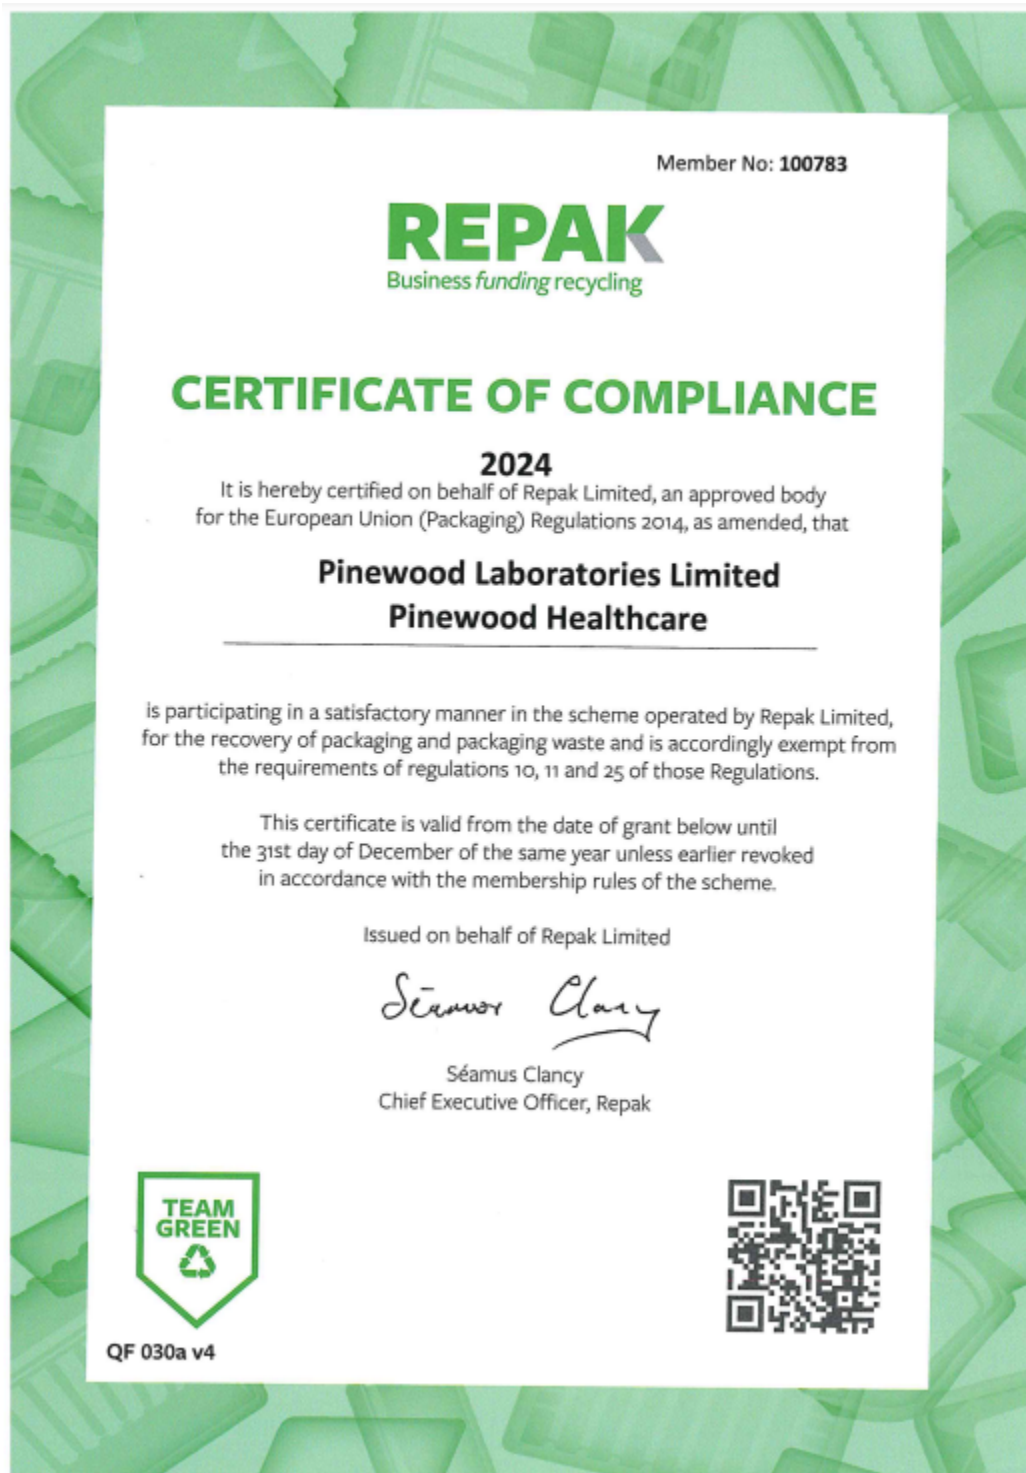 Member No: 100783
REPAK
Business funding recycling
CERTIFICATE OF COMPLIANCE
2024
It is hereby certified on behalf of Repak Limited, an approved body
for the European Union (Packaging) Regulations 2014, as amended, that
Pinewood Laboratories Limited
Pinewood Healthcare
is participating in a satisfactory manner in the scheme operated by Repak Limited,
for the recovery of packaging and packaging waste and is accordingly exempt from
the requirements of regulations 10, 11 and 25 of those Regulations.
This certificate is valid from the date of grant below until
the 31st day of December of the same year unless earlier revoked
in accordance with the membership rules of the scheme.
Issued on behalf of Repak Limited
Séamus Clancy
Séamus Clancy
Chief Executive Officer, Repak
TEAM
GREEN
QF 030a v4